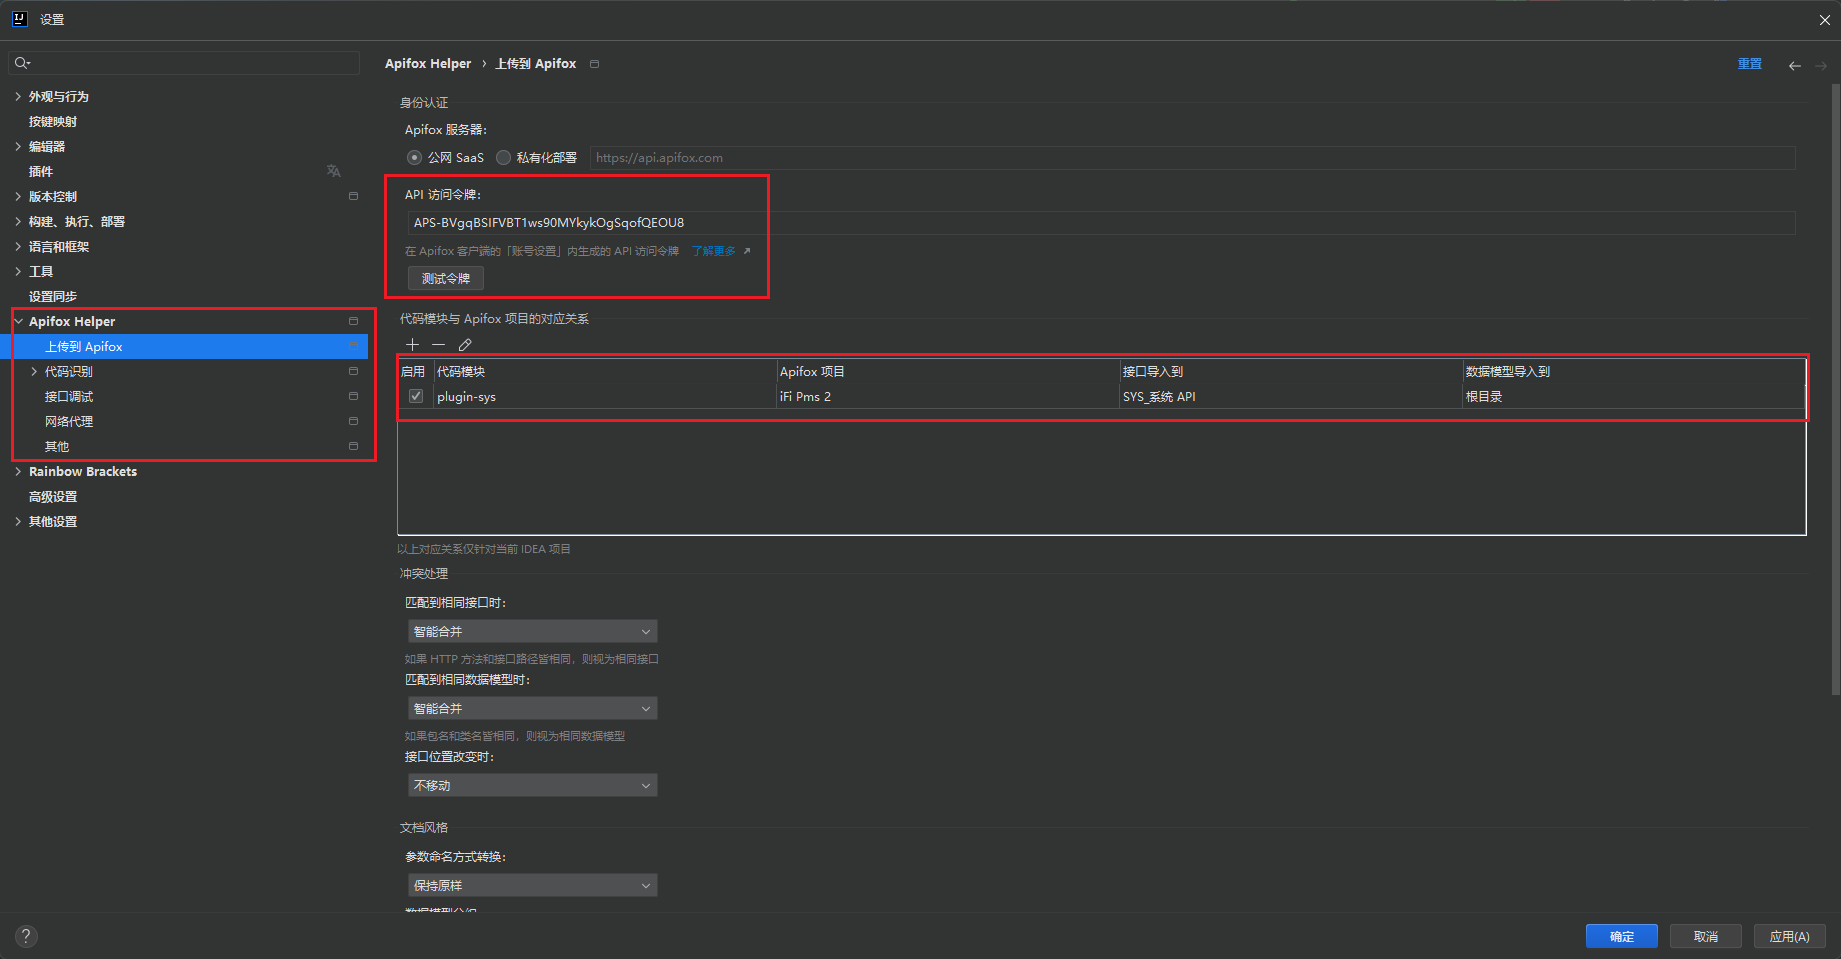 设置
外观与行为
按键映射
编辑器
插件
版本控制
构建、执行、部署
语言和框架
工具
设置同步
Apifox Helper
上传到 Apifox
代码识别
接口调试
网络代理
其他
Rainbow Brackets
高级设置
其他设置
Apifox Helper › 上传到 Apifox
重置
身份认证
Apifox 服务器:
公网 SaaS 私有化部署 https://api.apifox.com
API 访问令牌:
APS-BVgqBSIFVBT1ws90MYkykOgSqofQEOU8
在 Apifox 客户端的「账号设置」内生成的 API 访问令牌 了解更多 ↗
测试令牌
代码模块与 Apifox 项目的对应关系
启用 代码模块 Apifox 项目 接口导入到 数据模型导入到
plugin-sys iFi Pms 2 SYS_系统 API 根目录
以上对应关系仅针对当前 IDEA 项目
冲突处理
匹配到相同接口时:
智能合并
如果 HTTP 方法和接口路径皆相同，则视为相同接口
匹配到相同数据模型时:
智能合并
如果包名和类名皆相同，则视为相同数据模型
接口位置改变时:
不移动
文档风格
参数命名方式转换:
保持原样
?
确定 取消 应用(A)